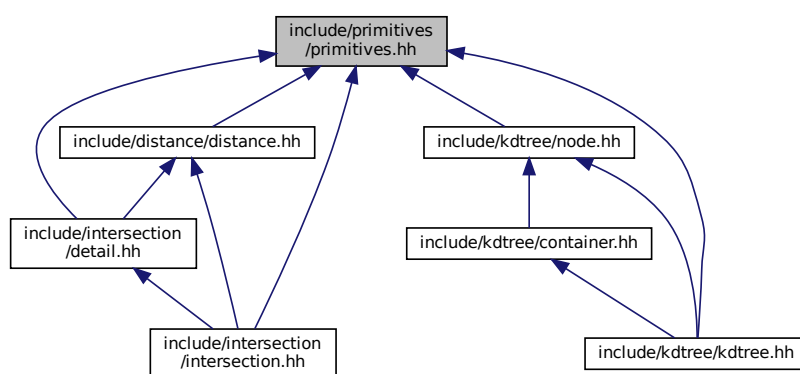 include/primitives
/primitives.hh
include/distance/distance.hh
include/kdtree/node.hh
include/intersection
/detail.hh
include/kdtree/container.hh
include/intersection
/intersection.hh
include/kdtree/kdtree.hh